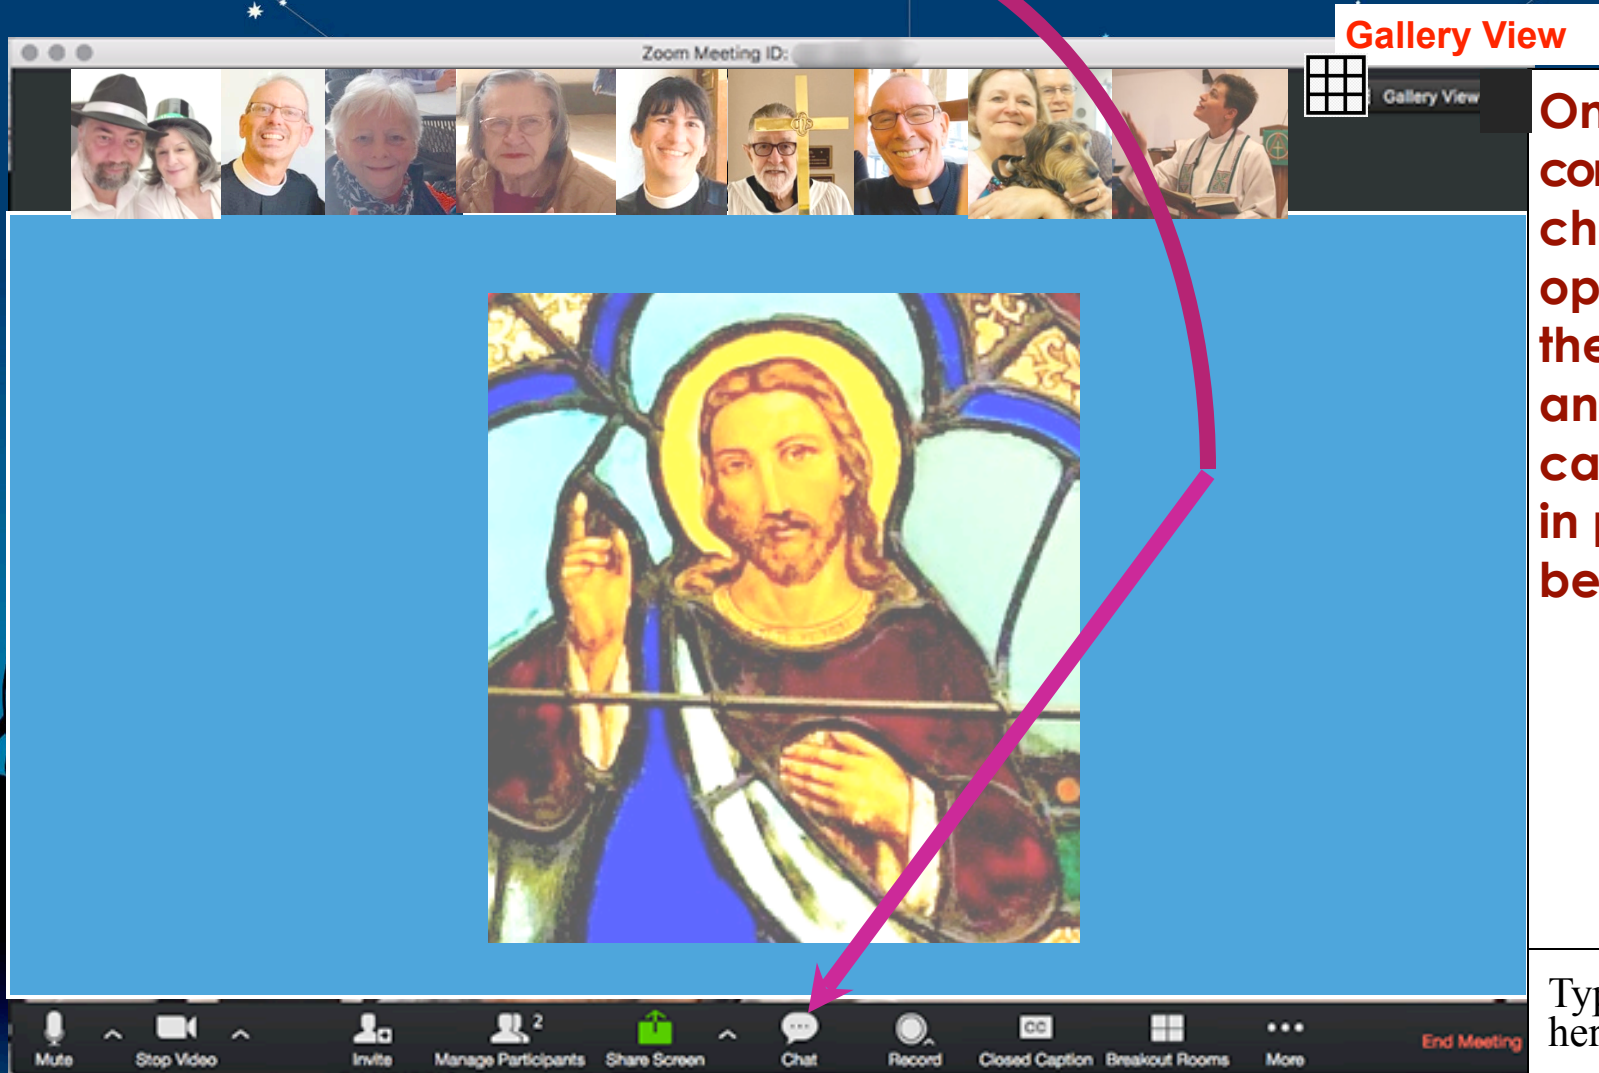 Gallery View
Zoom Meeting ID:
Gallery View
On
co
ch
op
the
an
ca
in p
be
Typ
her
Mute
Stop Video
Invite
Manage Participants
2
Share Screen
Chat
Record
CC
Closed Caption
Breakout Rooms
More
End Meeting